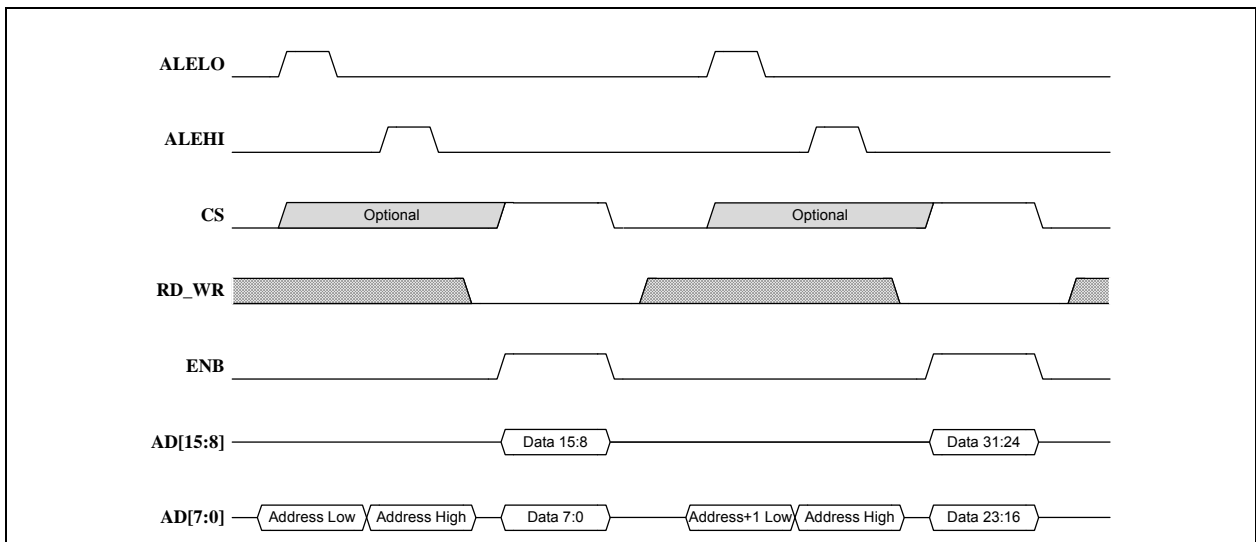 ALELO
ALEHI
CS
Optional
Optional
RD_WR
ENB
AD[15:8]
Data 15:8
Data 31:24
AD[7:0]
Address Low
Address High
Data 7:0
Address+1 Low
Address High
Data 23:16